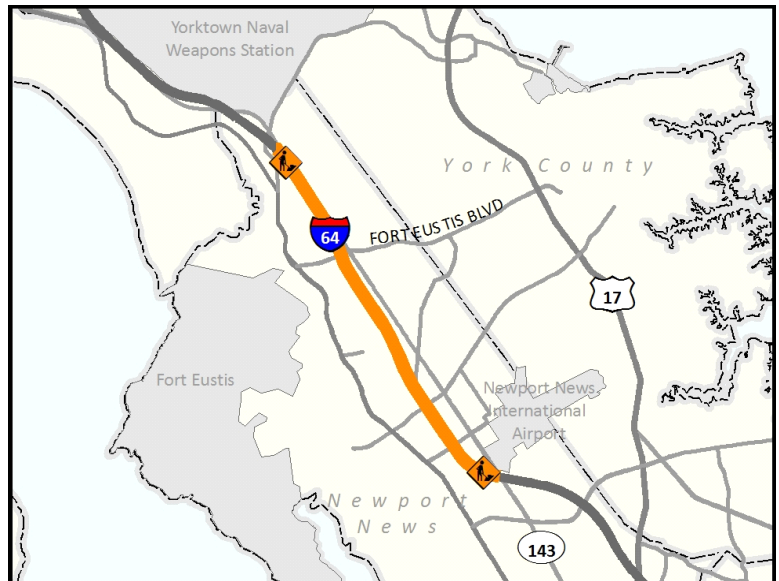 Yorktown Naval
Weapons Station
York County
64
FORT EUSTIS BLVD
17
Fort Eustis
Newport News
International
Airport
Newport
News
143